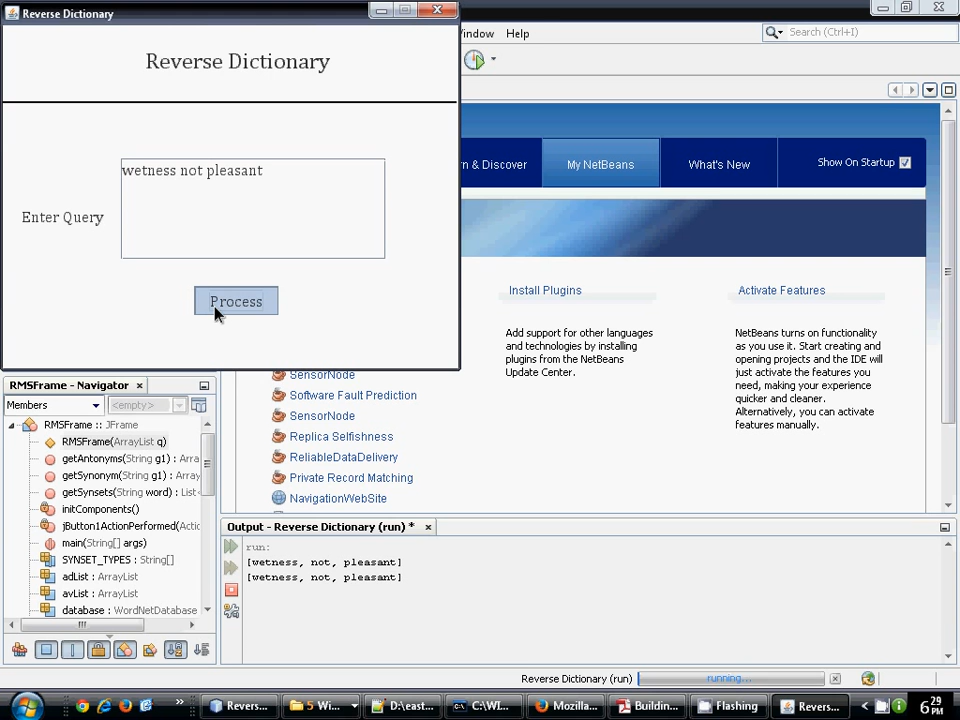 Reverse Dictionary
Reverse Dictionary
Enter Query
wetness not pleasant
Process
Window Help
Search (Ctrl+I)
n & Discover
My NetBeans
What's New
Show On Startup
Install Plugins
Add support for other languages
and technologies by installing
plugins from the NetBeans
Update Center.
Activate Features
NetBeans turns on functionality
as you use it. Start creating and
opening projects and the IDE will
just activate the features you
need, making your experience
quicker and cleaner.
Alternatively, you can activate
features manually.
SensorNode
Software Fault Prediction
SensorNode
Replica Selfishness
ReliableDataDelivery
Private Record Matching
NavigationWebSite
RMSFrame - Navigator
Members
<empty>
RMSFrame :: JFrame
RMSFrame(ArrayList q)
getAntonyms(String g1) : Arra
getSynonym(String g1) : Array
getSynsets(String word) : List<
initComponents()
jButton1ActionPerformed(Actio
main(String[] args)
SYNSET_TYPES : String[]
adList : ArrayList
avList : ArrayList
database : WordNetDatabase
Output - Reverse Dictionary (run) *
run:
[wetness, not, pleasant]
[wetness, not, pleasant]
Reverse Dictionary (run)
running...
Revers...
5 Wi...
D:\east...
C:\WI...
Mozilla...
Buildin...
Flashing
Revers...
6 29 PM